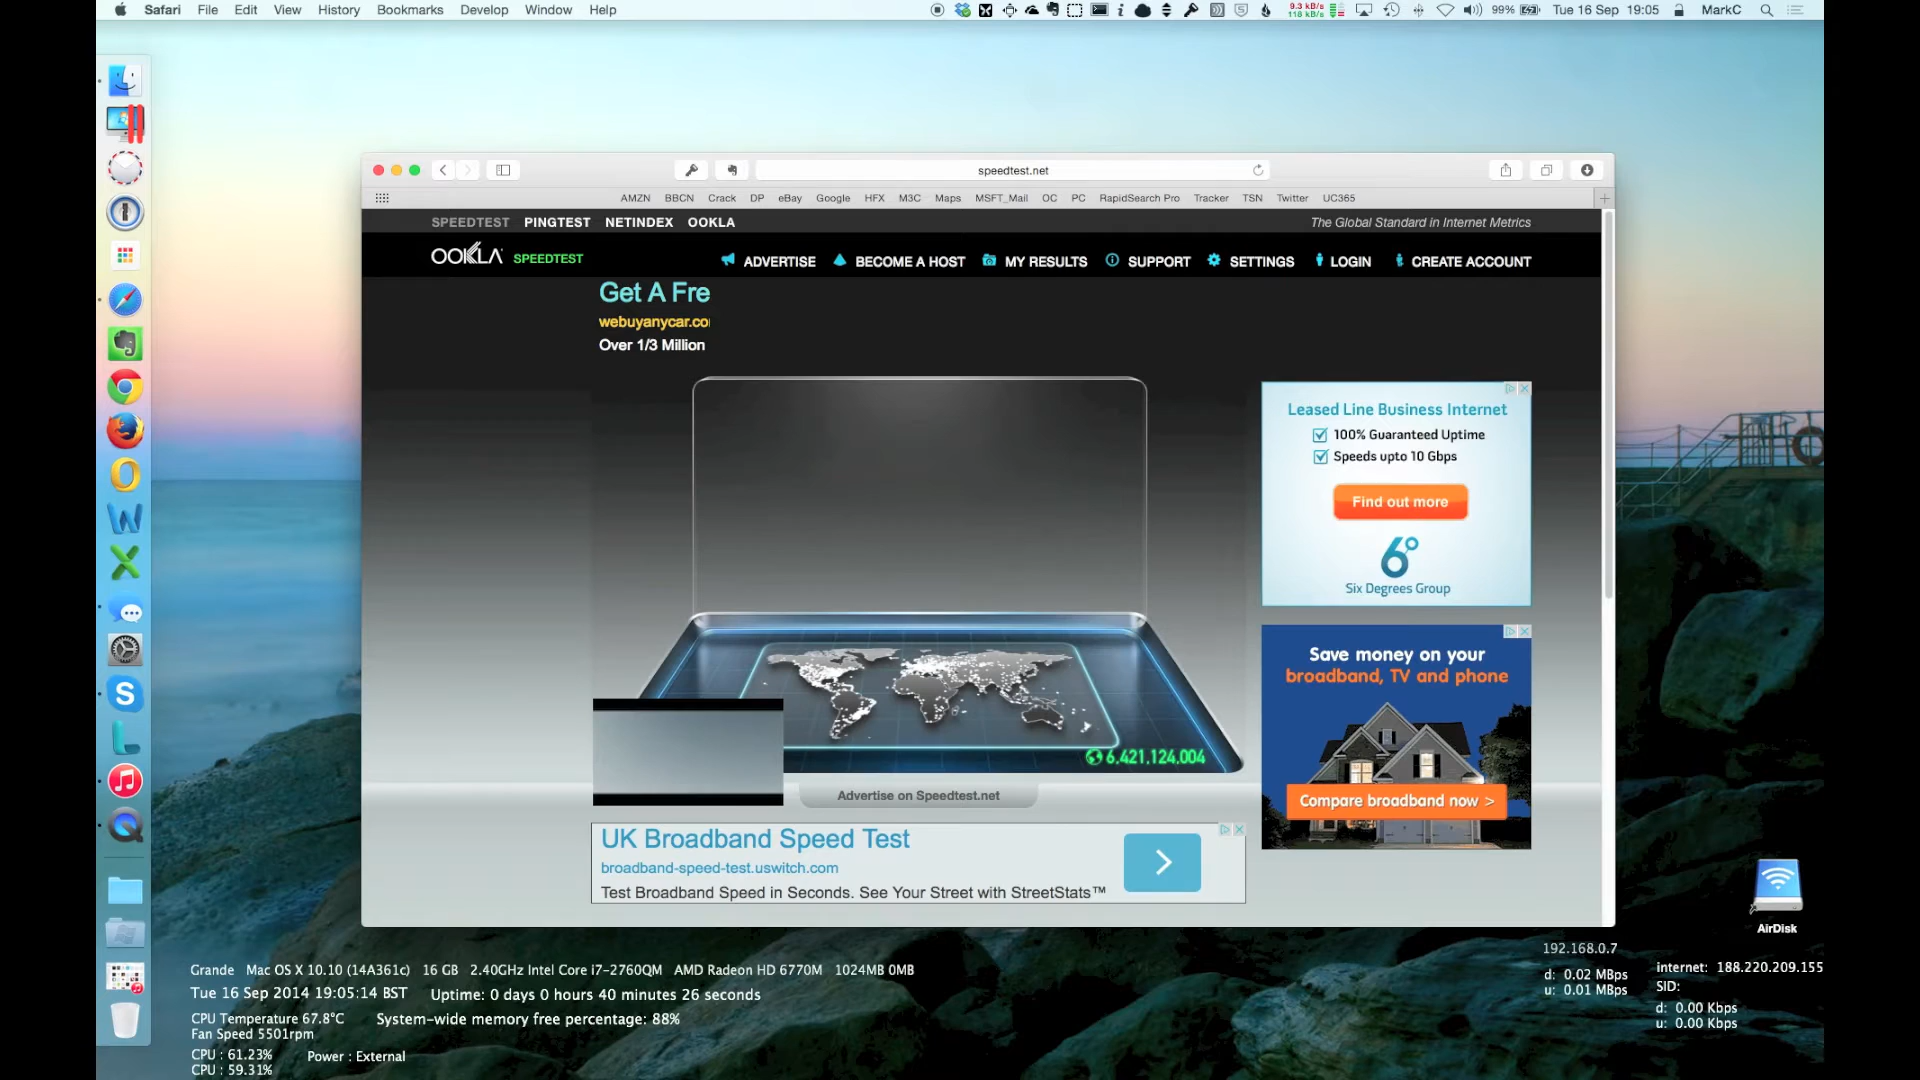 Safari File Edit View History Bookmarks Develop Window Help
9.3 kB/s
118 kB/s
99% Tue 16 Sep 19:05 MarkC
speedtest.net
AMZN BBCN Crack DP eBay Google HFX M3C Maps MSFT_Mail OC PC RapidSearch Pro Tracker TSN Twitter UC365
SPEEDTEST PINGTEST NETINDEX OOKLA
The Global Standard in Internet Metrics
OOKLA SPEEDTEST
ADVERTISE BECOME A HOST MY RESULTS SUPPORT SETTINGS LOGIN CREATE ACCOUNT
Get A Fre
webuyanycar.co
Over 1/3 Million
Leased Line Business Internet
100% Guaranteed Uptime
Speeds upto 10 Gbps
Find out more
6°
Six Degrees Group
Save money on your
broadband, TV and phone
Compare broadband now >
6,421,124,004
Advertise on Speedtest.net
UK Broadband Speed Test
broadband-speed-test.uswitch.com
Test Broadband Speed in Seconds. See Your Street with StreetStats™
AirDisk
192.168.0.7
d: 0.02 MBps
u: 0.01 MBps
internet: 188.220.209.155
SID:
d: 0.00 Kbps
u: 0.00 Kbps
Grande Mac OS X 10.10 (14A361c) 16 GB 2.40GHz Intel Core i7-2760QM AMD Radeon HD 6770M 1024MB 0MB
Tue 16 Sep 2014 19:05:14 BST Uptime: 0 days 0 hours 40 minutes 26 seconds
CPU Temperature 67.8°C System-wide memory free percentage: 88%
Fan Speed 5501rpm
CPU : 61.23% Power : External
CPU : 59.31%